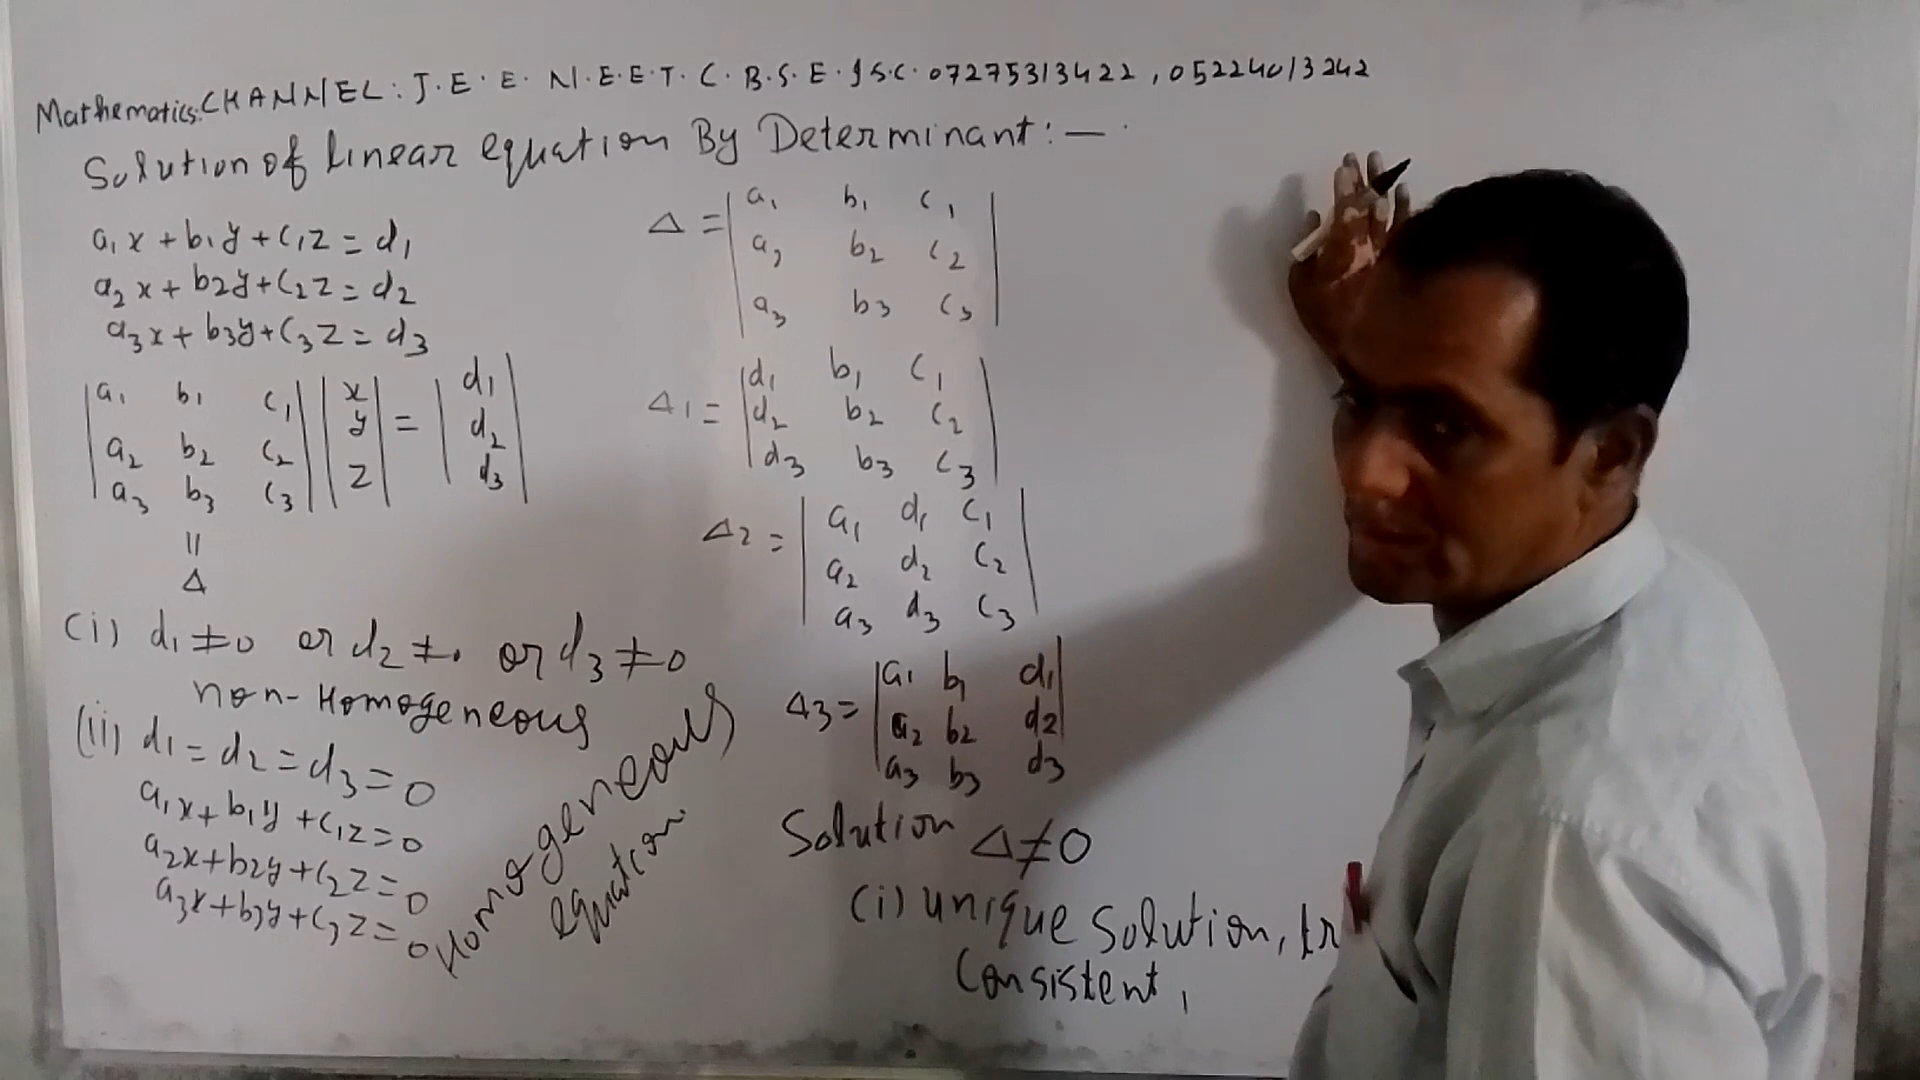 Mathematics:CHANNEL: J.E.E. N.E.E.T. C.B.S.E. I.S.C. 07275313422, 05224013242
Solution of linear equation By Determinant:—
a₁x + b₁y + c₁z = d₁
a₂x + b₂y + c₂z = d₂
a₃x + b₃y + c₃z = d₃
| a₁ b₁ c₁ | | x | = | d₁ |
| a₂ b₂ c₂ | | y | | d₂ |
| a₃ b₃ c₃ | | z | | d₃ |
||
Δ
(i) d₁ ≠ 0 or d₂ ≠ 0 or d₃ ≠ 0
non-Homogeneous
(ii) d₁ = d₂ = d₃ = 0
a₁x + b₁y + c₁z = 0
a₂x + b₂y + c₂z = 0
a₃x + b₃y + c₃z = 0
Homogeneous
equation.
Δ = | a₁ b₁ c₁ |
| a₂ b₂ c₂ |
| a₃ b₃ c₃ |
Δ1 = | d₁ b₁ c₁ |
| d₂ b₂ c₂ |
| d₃ b₃ c₃ |
Δ2 = | a₁ d₁ c₁ |
| a₂ d₂ c₂ |
| a₃ d₃ c₃ |
Δ3 = | a₁ b₁ d₁ |
| a₂ b₂ d₂ |
| a₃ b₃ d₃ |
Solution Δ ≠ 0
(i) unique solution,
Consistent,